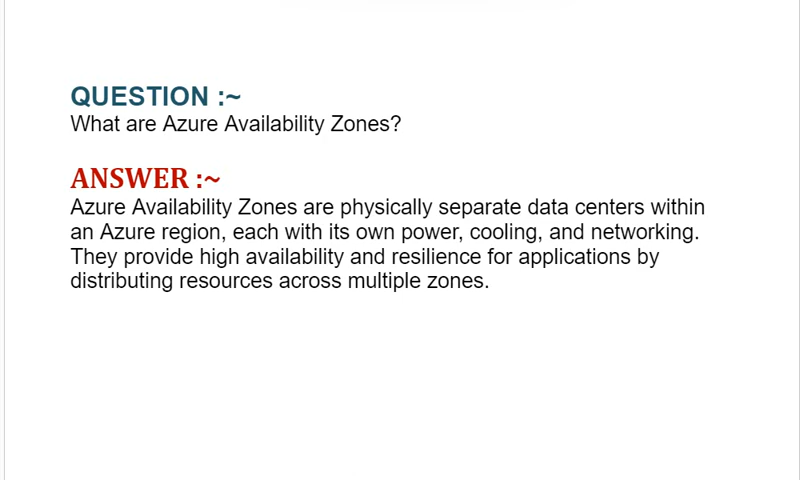 QUESTION :~
What are Azure Availability Zones?
ANSWER :~
Azure Availability Zones are physically separate data centers within
an Azure region, each with its own power, cooling, and networking.
They provide high availability and resilience for applications by
distributing resources across multiple zones.